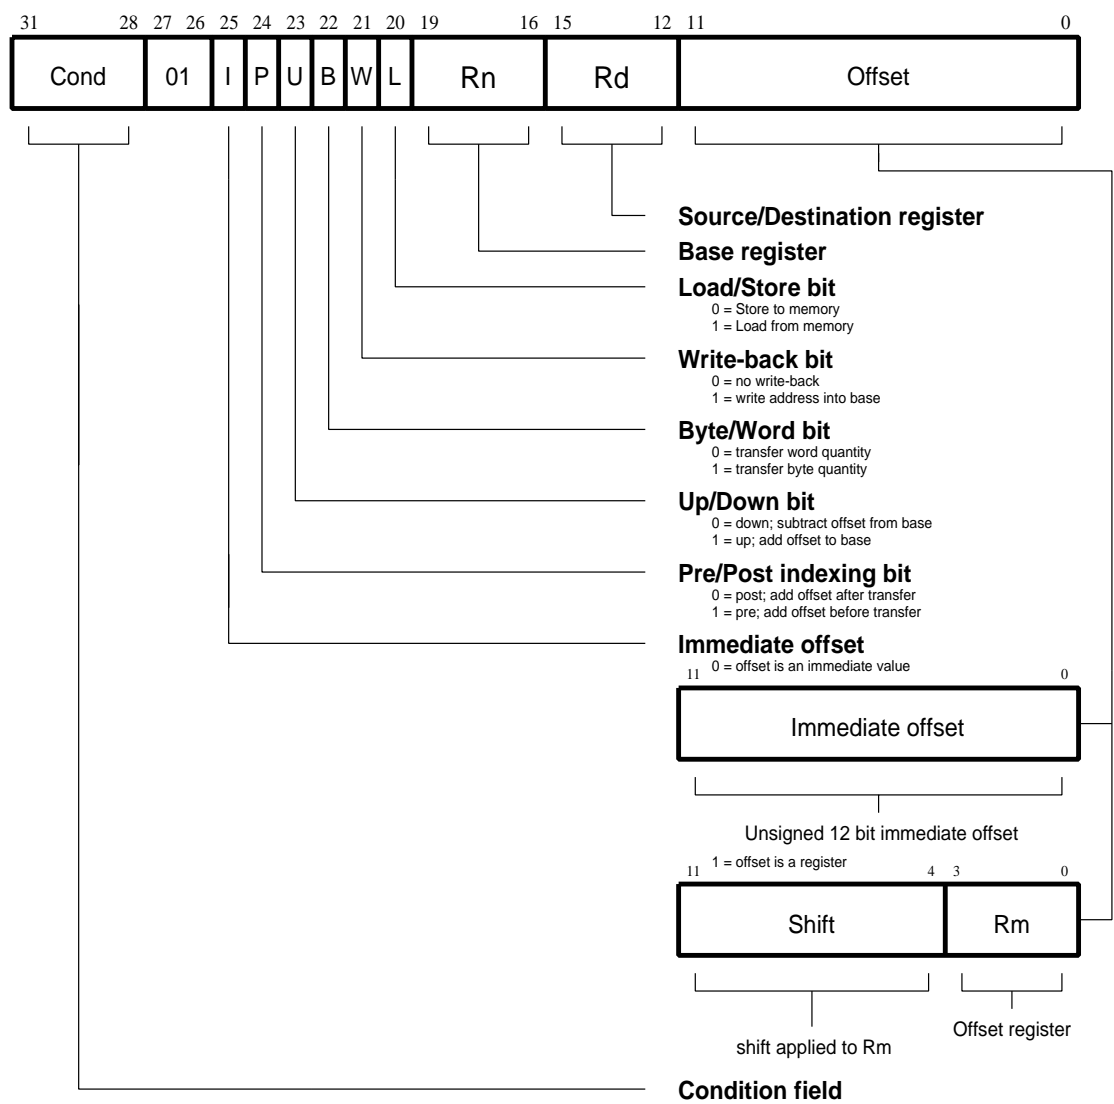 31 28 27 26 25 24 23 22 21 20 19 16 15 12 11 0
Cond 01 I P U B W L Rn Rd Offset
Source/Destination register
Base register
Load/Store bit
0 = Store to memory
1 = Load from memory
Write-back bit
0 = no write-back
1 = write address into base
Byte/Word bit
0 = transfer word quantity
1 = transfer byte quantity
Up/Down bit
0 = down; subtract offset from base
1 = up; add offset to base
Pre/Post indexing bit
0 = post; add offset after transfer
1 = pre; add offset before transfer
Immediate offset
0 = offset is an immediate value
11 0
Immediate offset
Unsigned 12 bit immediate offset
1 = offset is a register
11 4 3 0
Shift Rm
Offset register
shift applied to Rm
Condition field